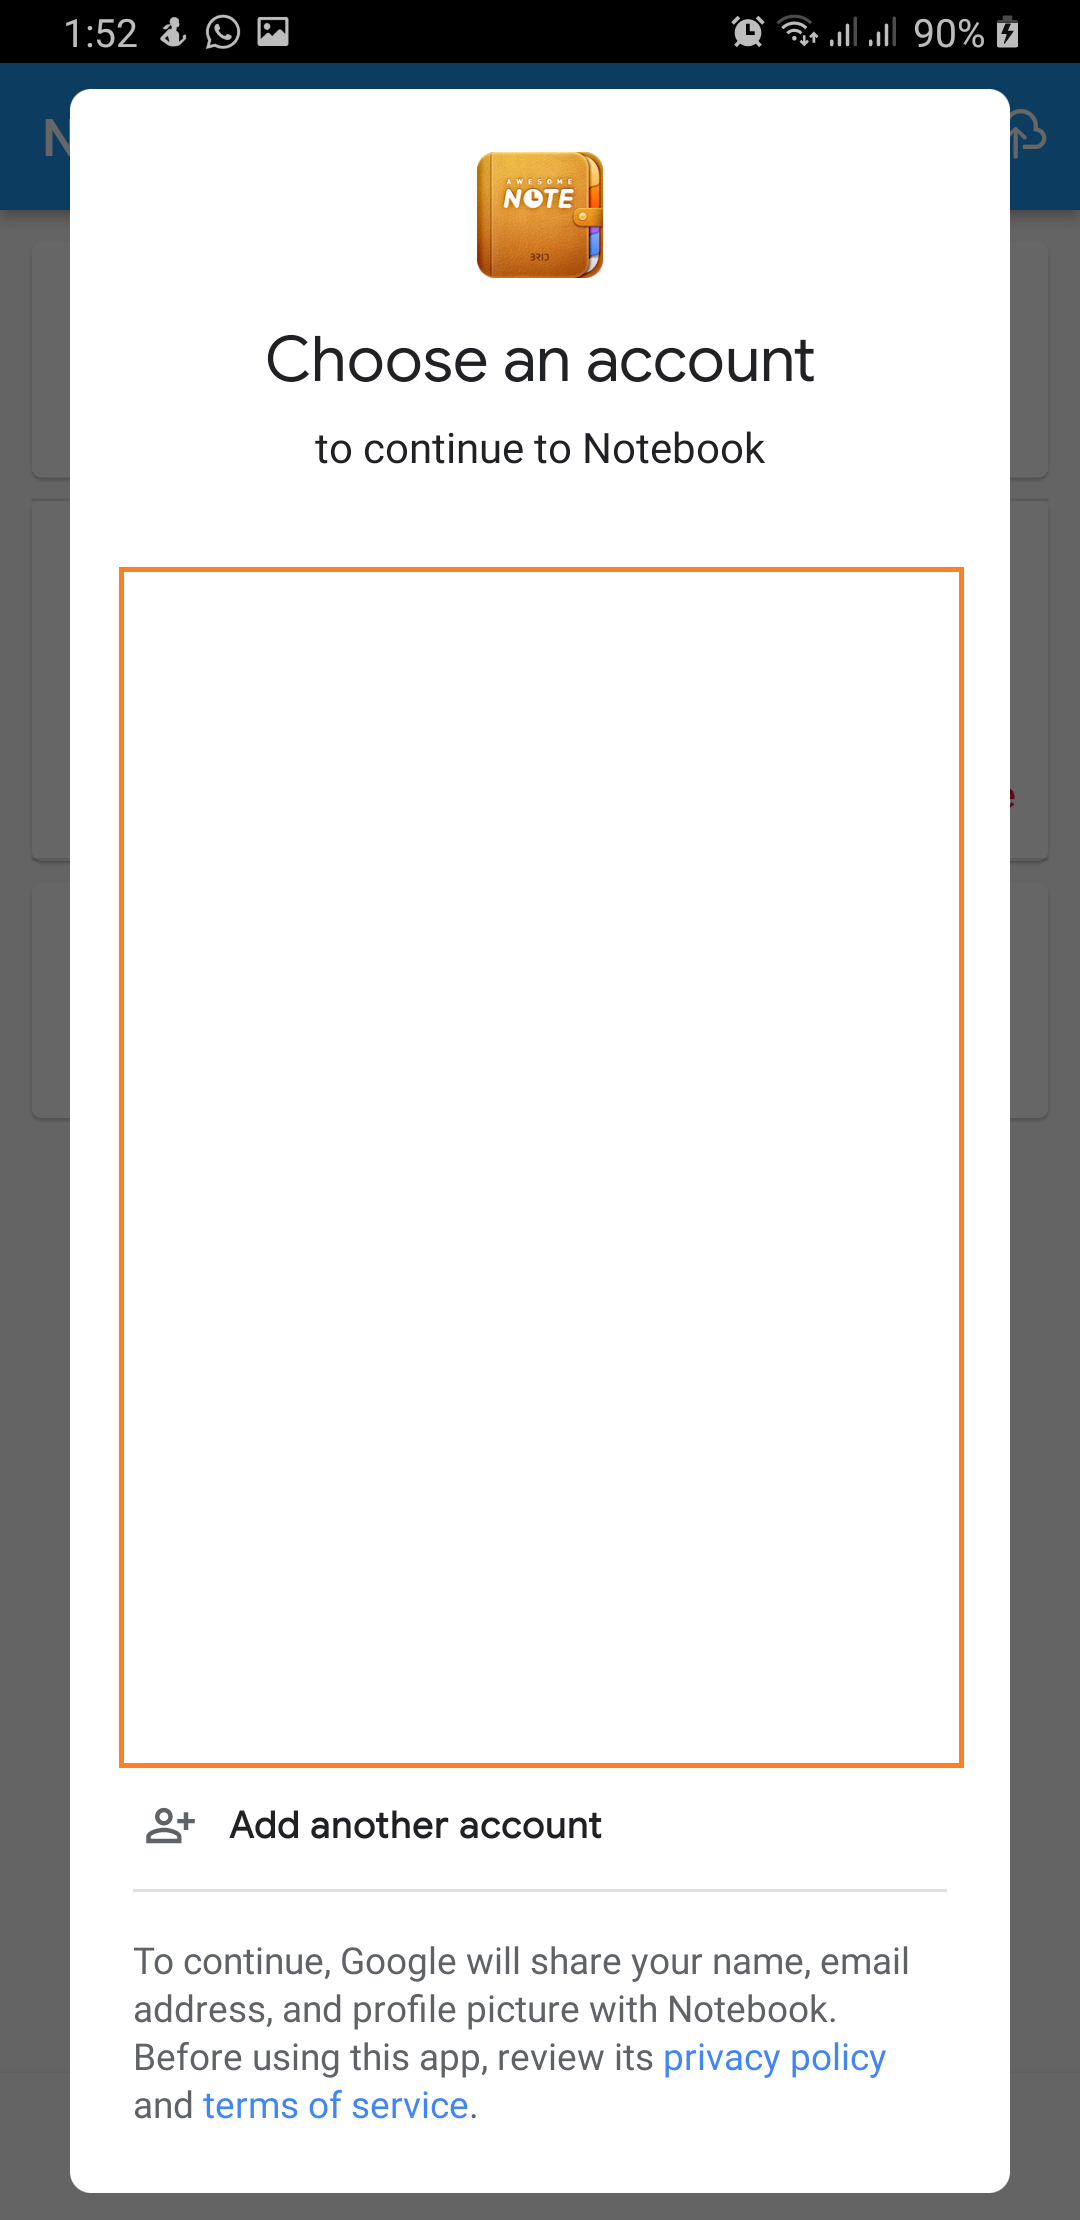 1:52
90%
N
AWESOME
NOTE
BRID
Choose an account
to continue to Notebook
e
Add another account
To continue, Google will share your name, email
address, and profile picture with Notebook.
Before using this app, review its privacy policy
and terms of service.